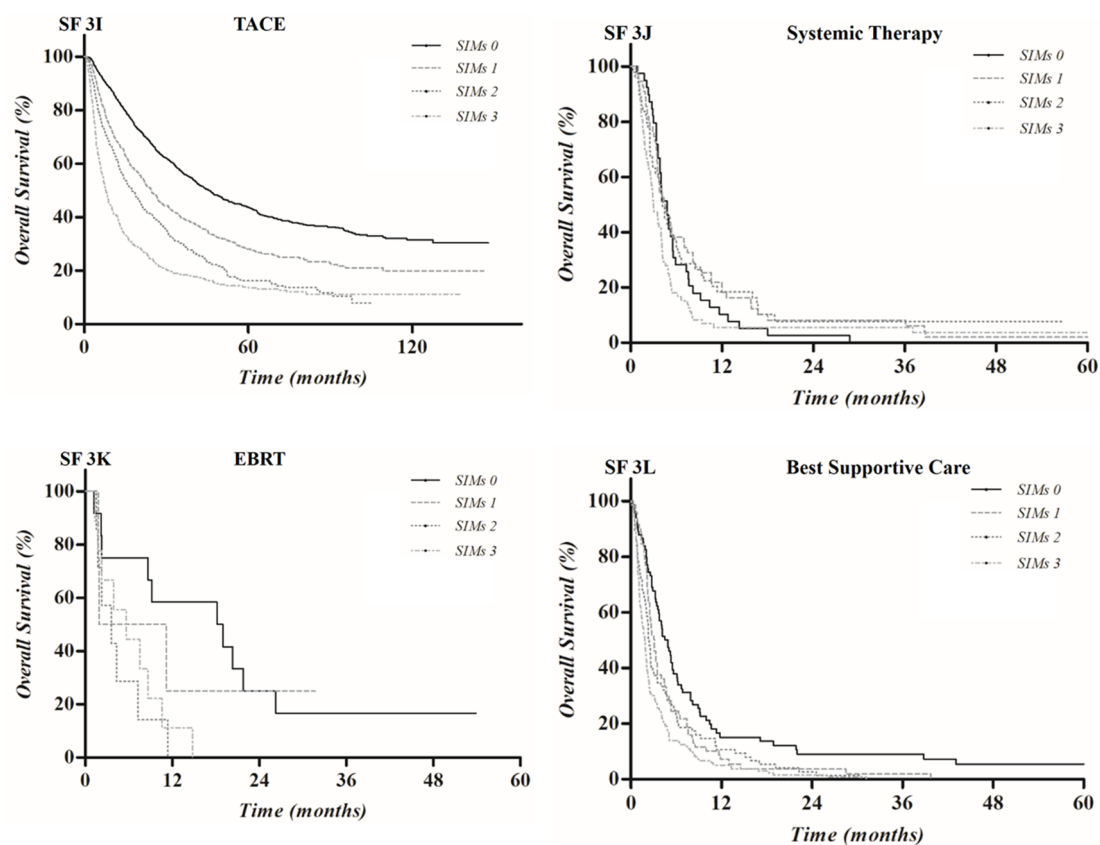 SF 3I TACE
SIMs 0
SIMs 1
SIMs 2
SIMs 3
Overall Survival (%)
100
80
60
40
20
0
0 60 120
Time (months)
SF 3J Systemic Therapy
SIMs 0
SIMs 1
SIMs 2
SIMs 3
Overall Survival (%)
100
80
60
40
20
0
0 12 24 36 48 60
Time (months)
SF 3K EBRT
SIMs 0
SIMs 1
SIMs 2
SIMs 3
Overall Survival (%)
100
80
60
40
20
0
0 12 24 36 48 60
Time (months)
SF 3L Best Supportive Care
SIMs 0
SIMs 1
SIMs 2
SIMs 3
Overall Survival (%)
100
80
60
40
20
0
0 12 24 36 48 60
Time (months)